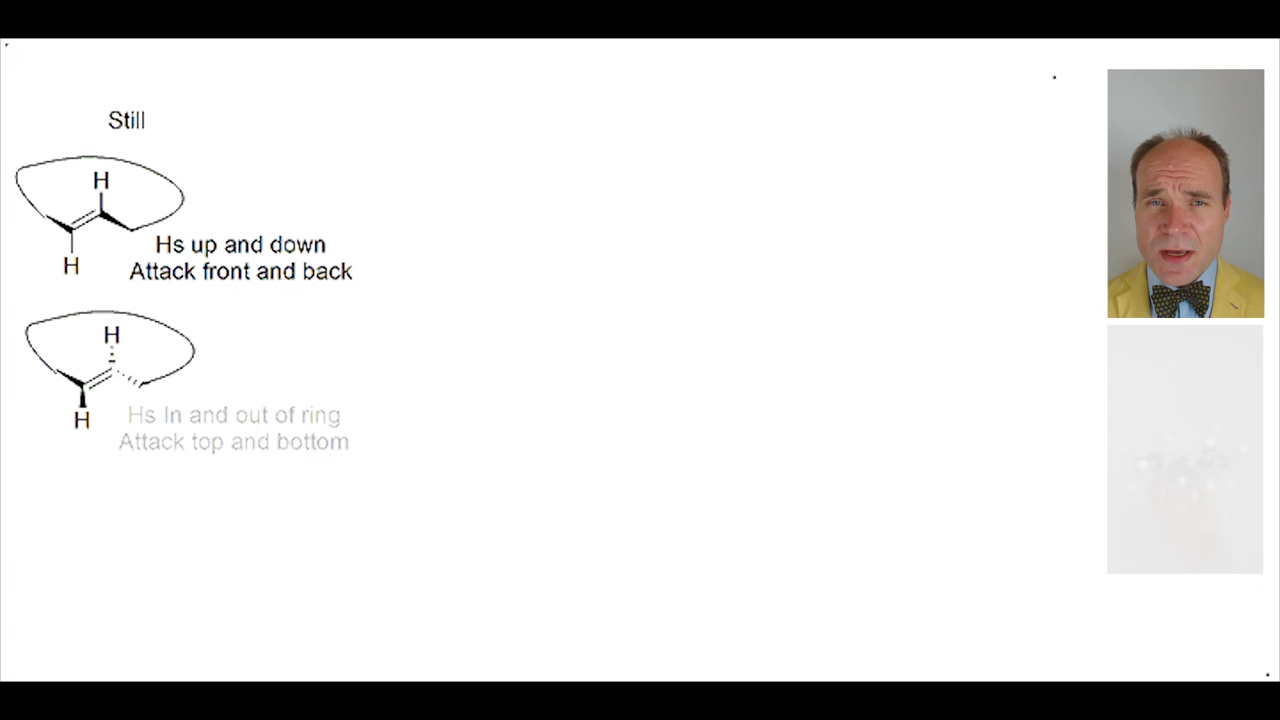 Still
H
H
Hs up and down
Attack front and back
H
H
Hs In and out of ring
Attack top and bottom